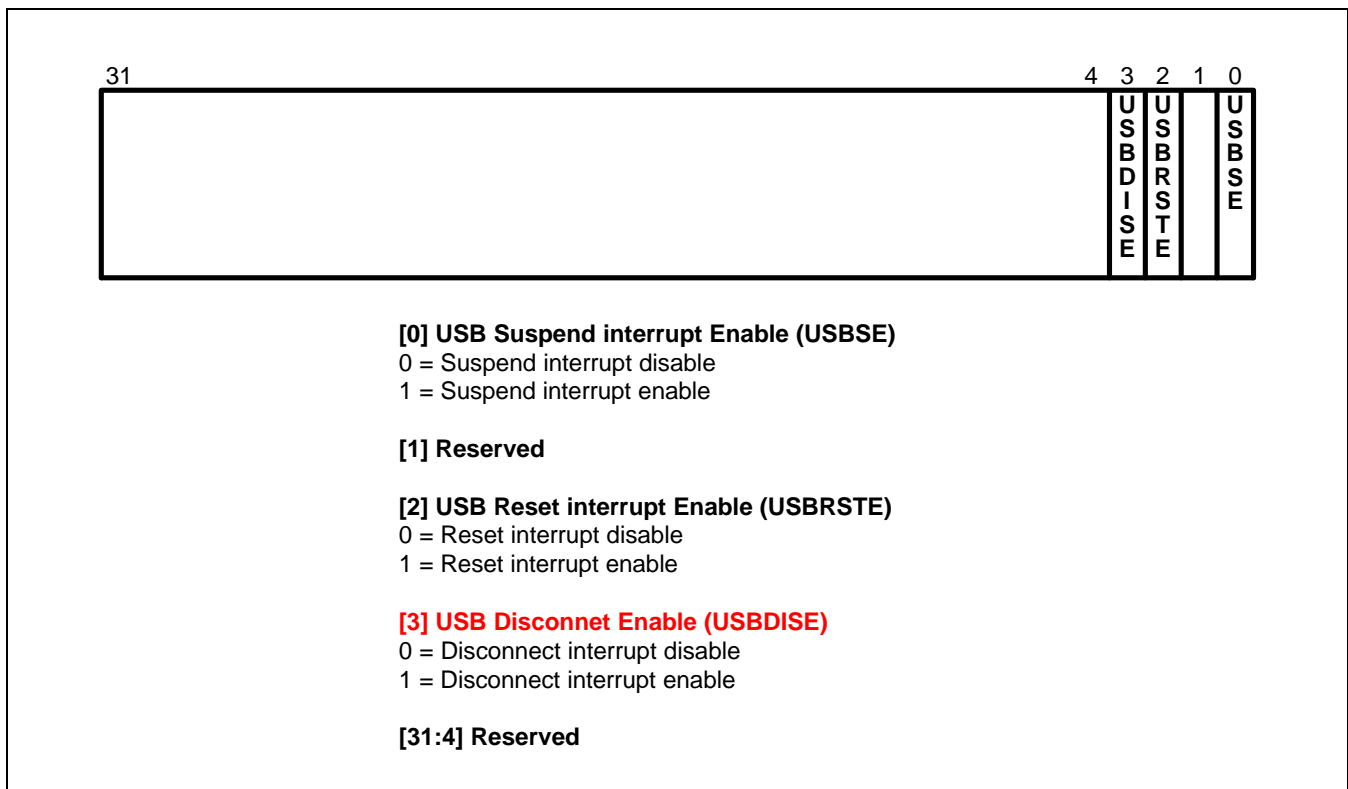 31 4 3 2 1 0
USBDISE USBRSTE USBSE
[0] USB Suspend interrupt Enable (USBSE)
0 = Suspend interrupt disable
1 = Suspend interrupt enable
[1] Reserved
[2] USB Reset interrupt Enable (USBRSTE)
0 = Reset interrupt disable
1 = Reset interrupt enable
[3] USB Disconnet Enable (USBDISE)
0 = Disconnect interrupt disable
1 = Disconnect interrupt enable
[31:4] Reserved